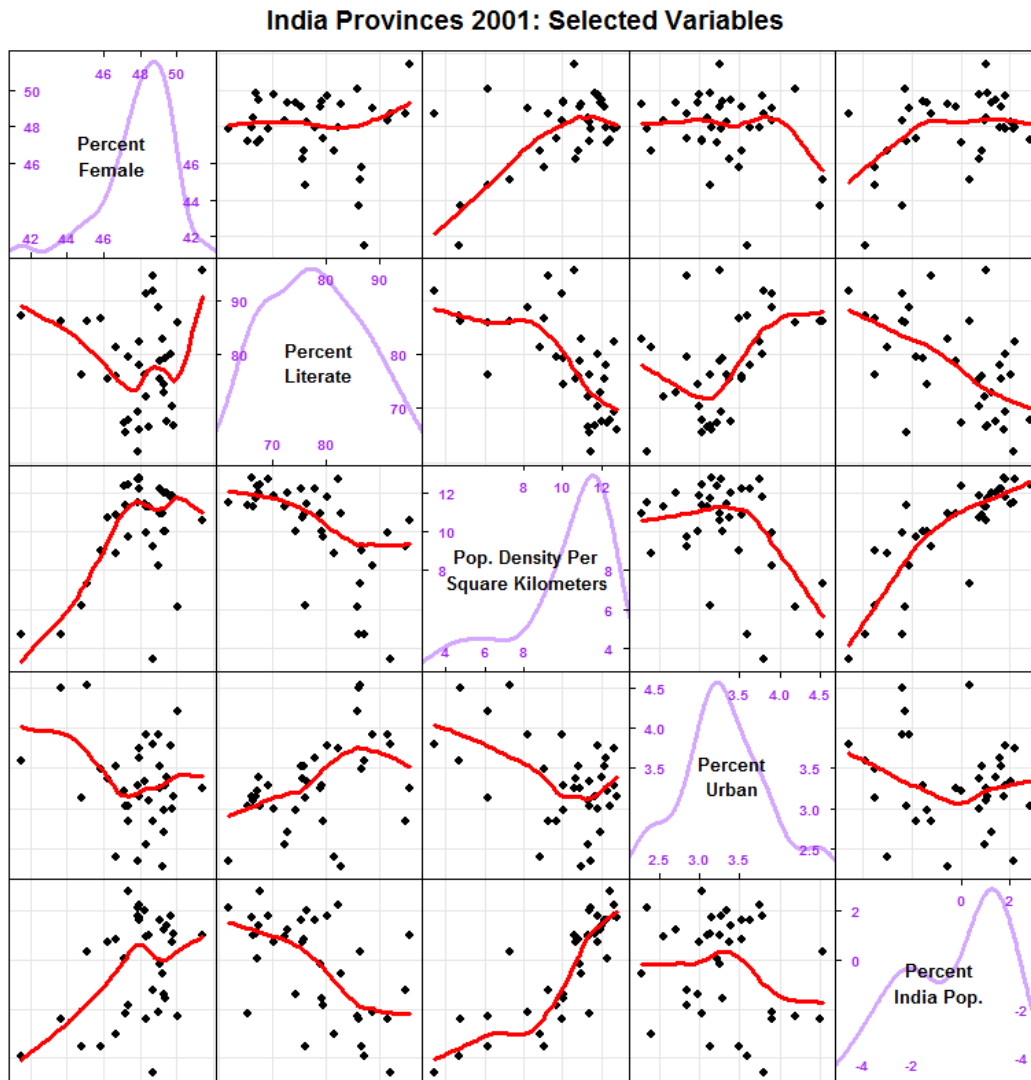 India Provinces 2001: Selected Variables
46 48 50
50
48
46
Percent
Female
46
44
42
42 44 46
80 90
90
80
Percent
Literate
80
70
70 80
8 10 12
12
10
8
Pop. Density Per
Square Kilometers
8
6
4
4 6 8
3.5 4.0 4.5
4.5
4.0
3.5
Percent
Urban
3.5
3.0
2.5
2.5 3.0 3.5
0 2
2
0
Percent
India Pop.
-2
-4
-4 -2